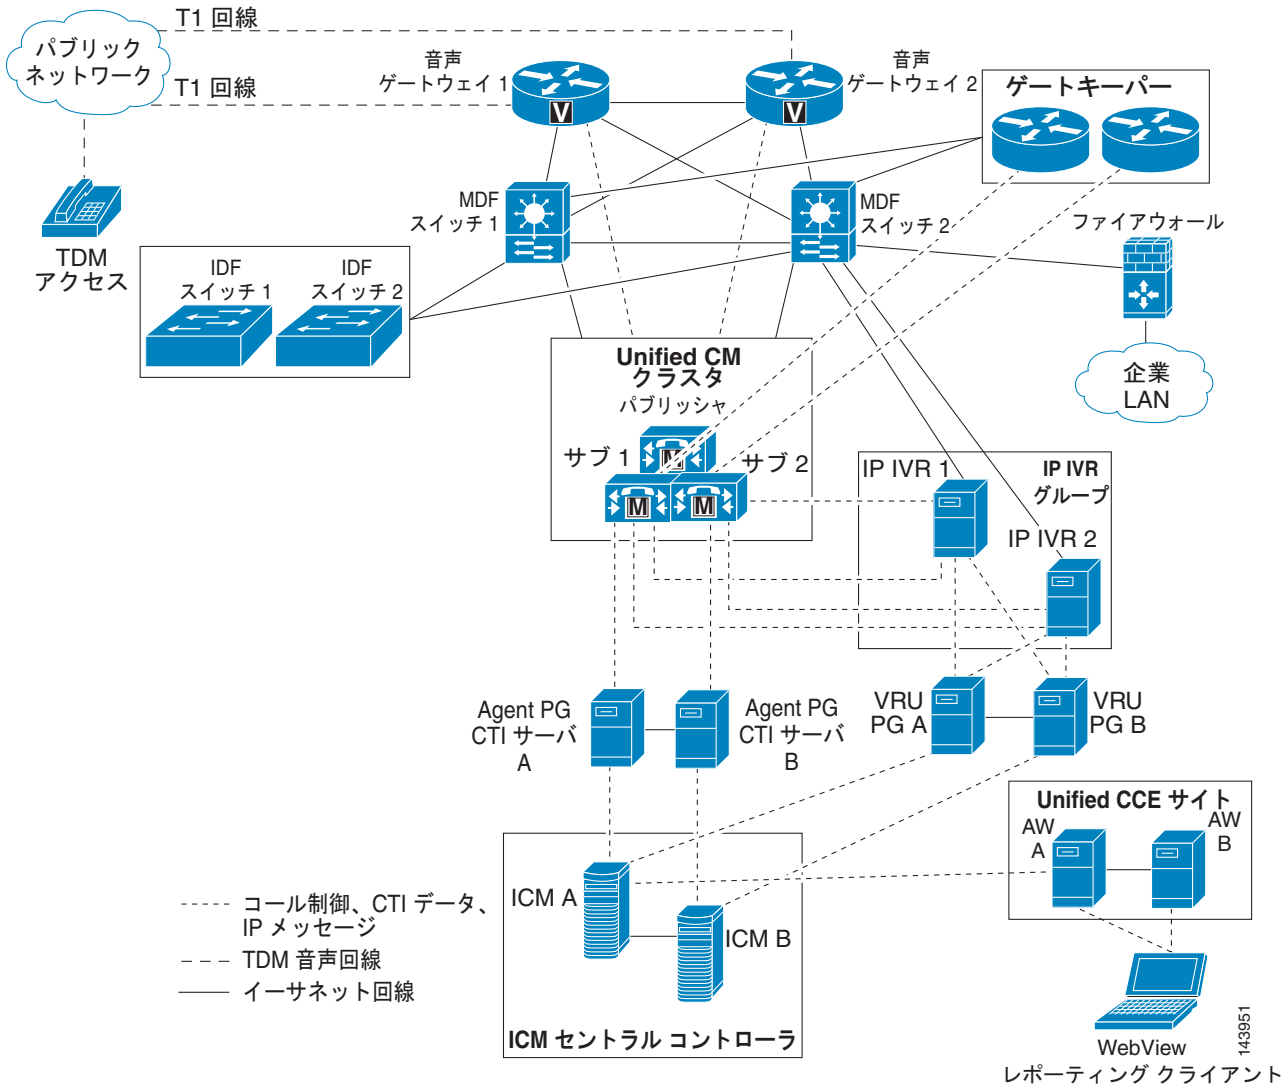 T1 回線
パブリック
ネットワーク
T1 回線
音声
ゲートウェイ 1
音声
ゲートウェイ 2
ゲートキーパー
V
V
TDM
アクセス
MDF
スイッチ 1
MDF
スイッチ 2
ファイアウォール
IDF
スイッチ 1
IDF
スイッチ 2
企業
LAN
Unified CM
クラスタ
パブリッシャ
サブ 1
サブ 2
M
M
M
IP IVR 1
IP IVR
グループ
IP IVR 2
Agent PG
CTI サーバ
A
Agent PG
CTI サーバ
B
VRU
PG A
VRU
PG B
Unified CCE サイト
AW
A
AW
B
ICM A
ICM B
ICM セントラル コントローラ
コール制御、CTI データ、
IP メッセージ
TDM 音声回線
イーサネット回線
WebView
レポーティング クライアント
143951